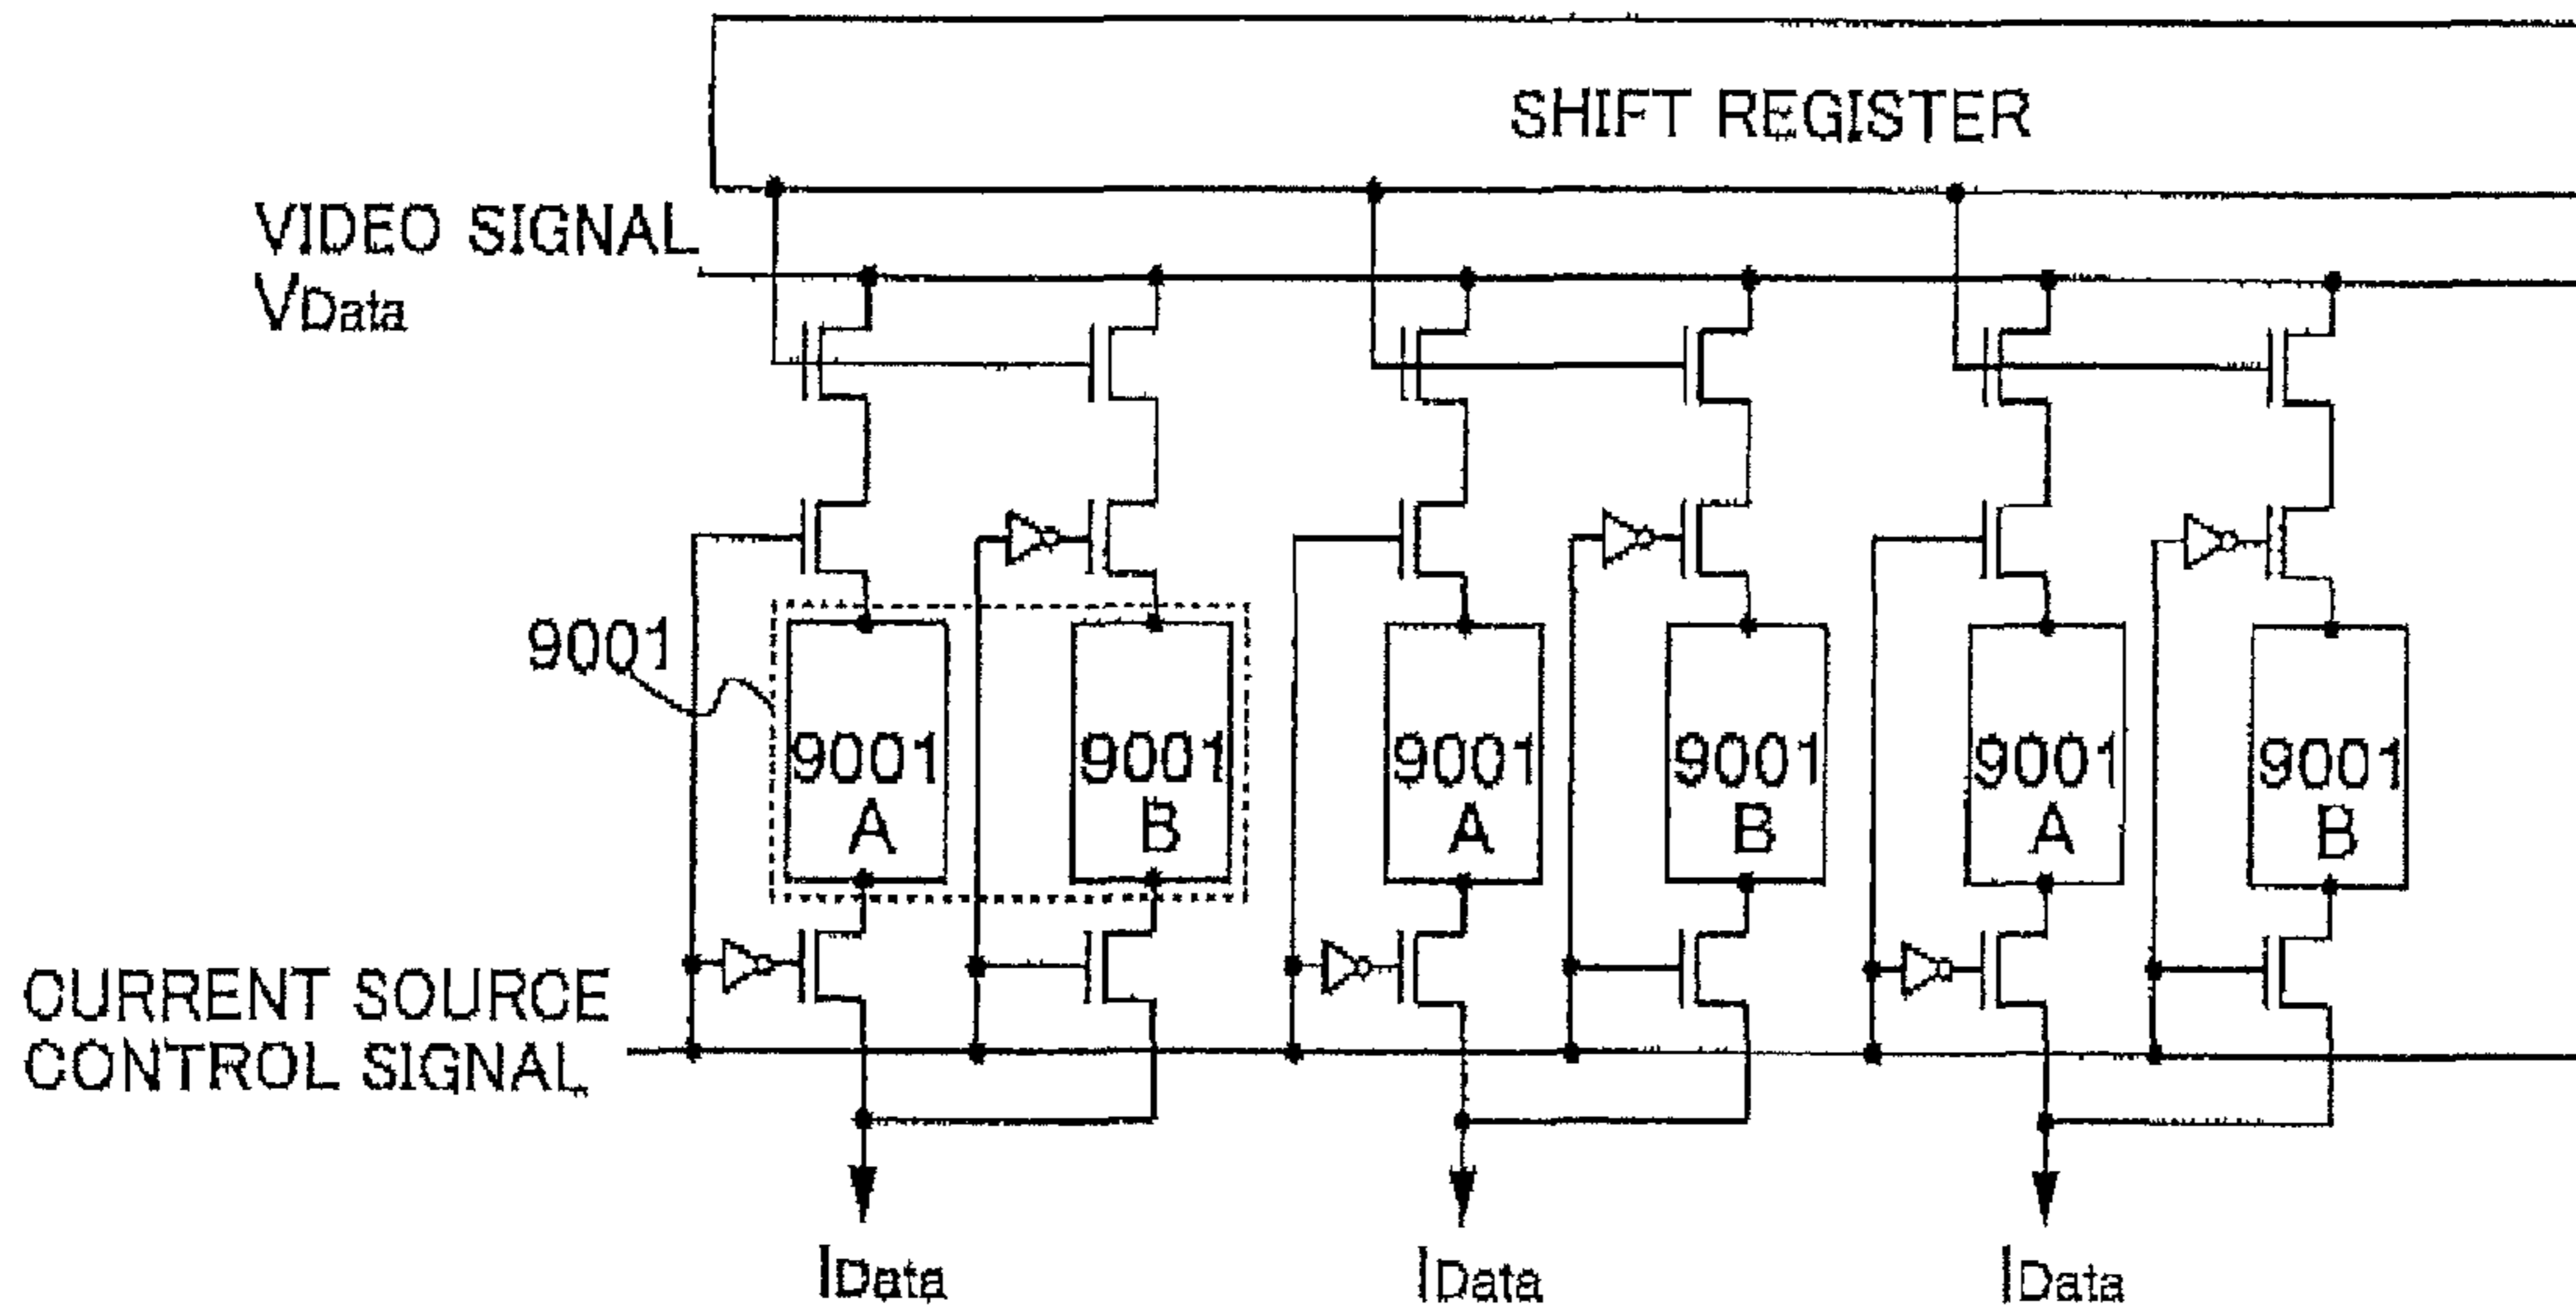 SHIFT REGISTER
VIDEO SIGNAL
VData
9001
9001
A
9001
B
9001
A
9001
B
9001
A
9001
B
CURRENT SOURCE
CONTROL SIGNAL
IData
IData
IData